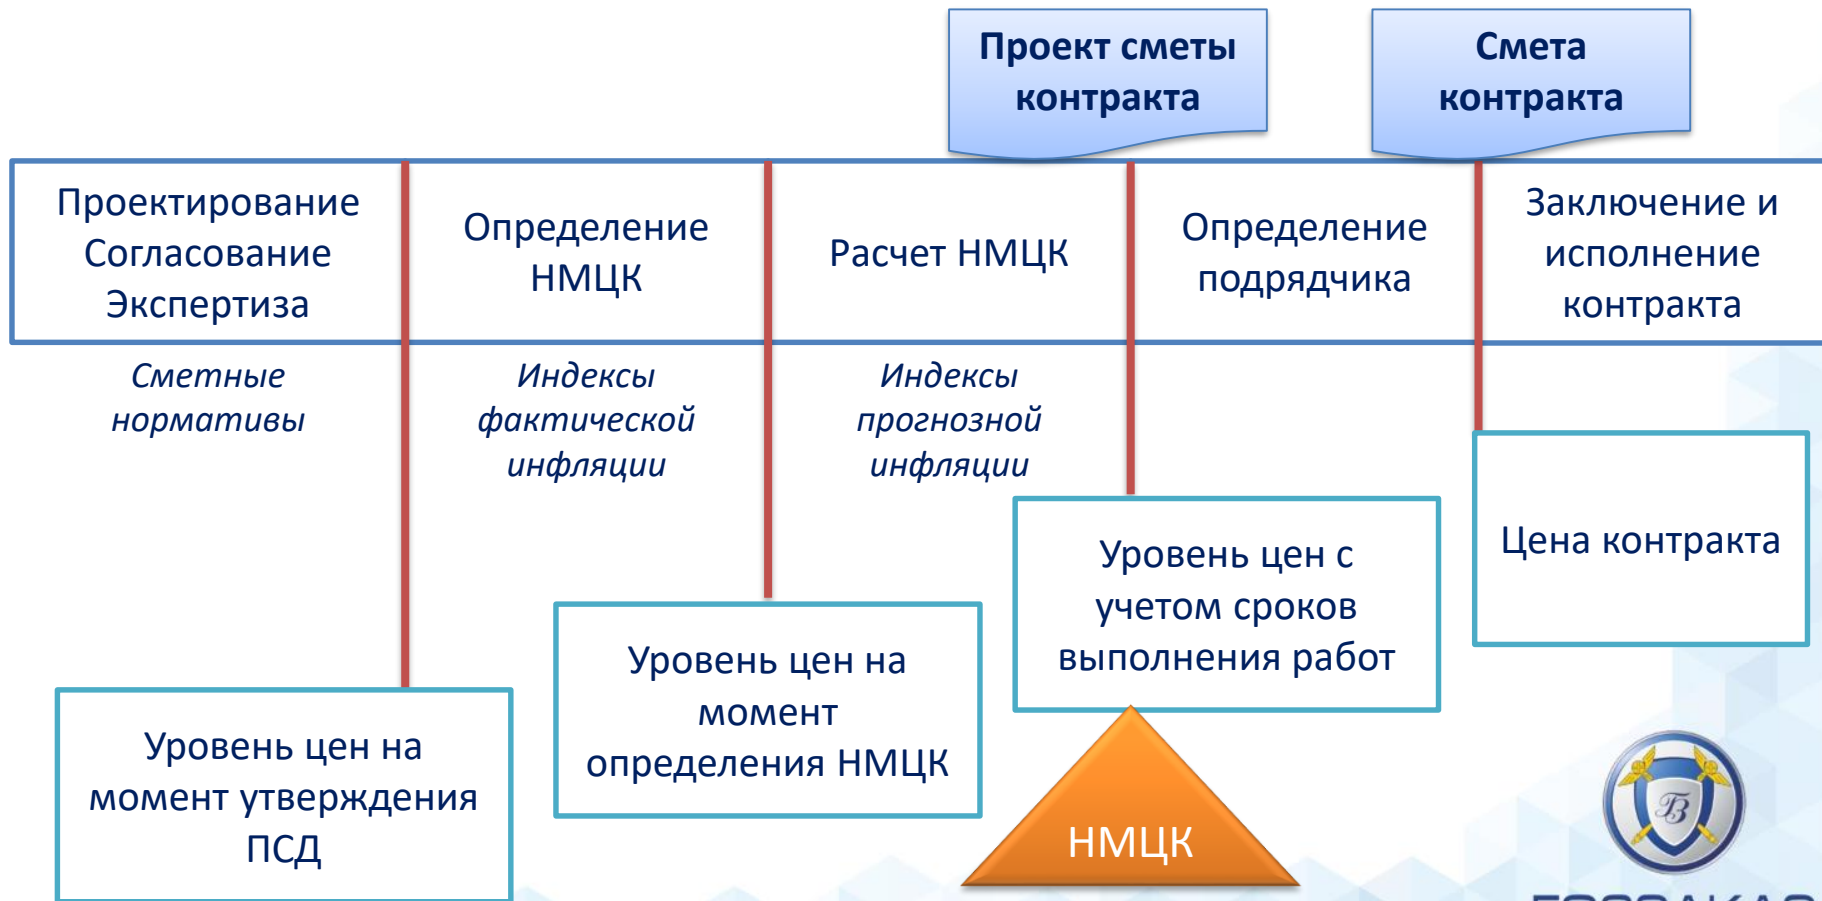 Проект сметы
контракта
Смета
контракта
Проектирование
Согласование
Экспертиза
Определение
НМЦК
Расчет НМЦК
Определение
подрядчика
Заключение и
исполнение
контракта
Сметные
нормативы
Индексы
фактической
инфляции
Индексы
прогнозной
инфляции
Уровень цен на
момент утверждения
ПСД
Уровень цен на
момент
определения НМЦК
Уровень цен с
учетом сроков
выполнения работ
Цена контракта
НМЦК